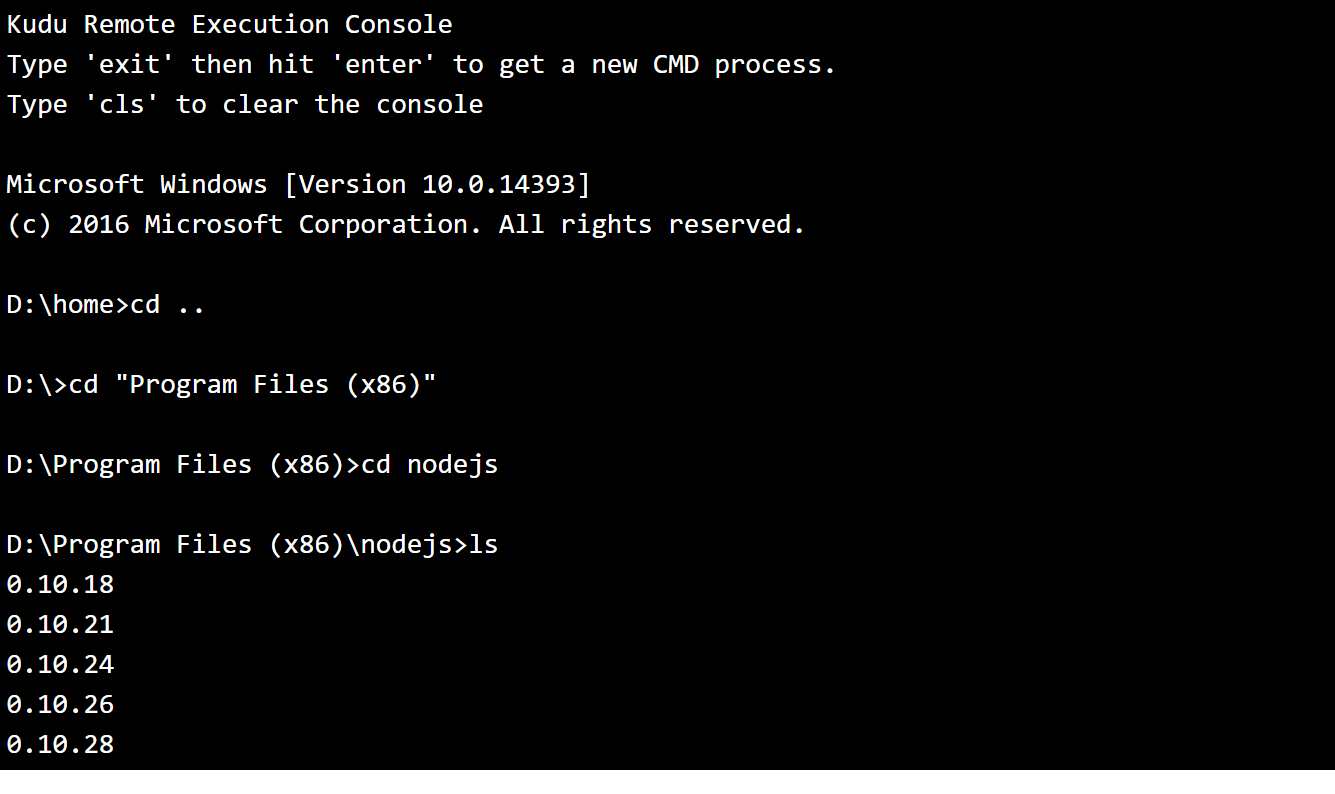 Kudu Remote Execution Console
Type 'exit' then hit 'enter' to get a new CMD process.
Type 'cls' to clear the console
Microsoft Windows [Version 10.0.14393]
(c) 2016 Microsoft Corporation. All rights reserved.
D:\home>cd ..
D:\>cd "Program Files (x86)"
D:\Program Files (x86)>cd nodejs
D:\Program Files (x86)\nodejs>ls
0.10.18
0.10.21
0.10.24
0.10.26
0.10.28